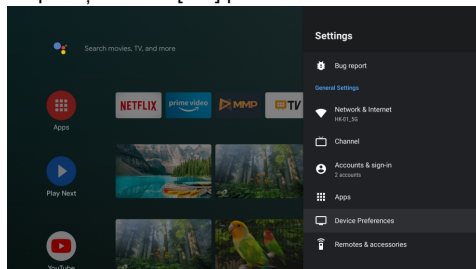 Search movies, TV, and more
Settings
Bug report
General Settings
Network & Internet
HK-01_5G
Channel
Accounts & sign-in
2 accounts
Apps
Device Preferences
Remotes & accessories
NETFLIX
prime video
MMP
TV
Apps
Play Next
YouTube